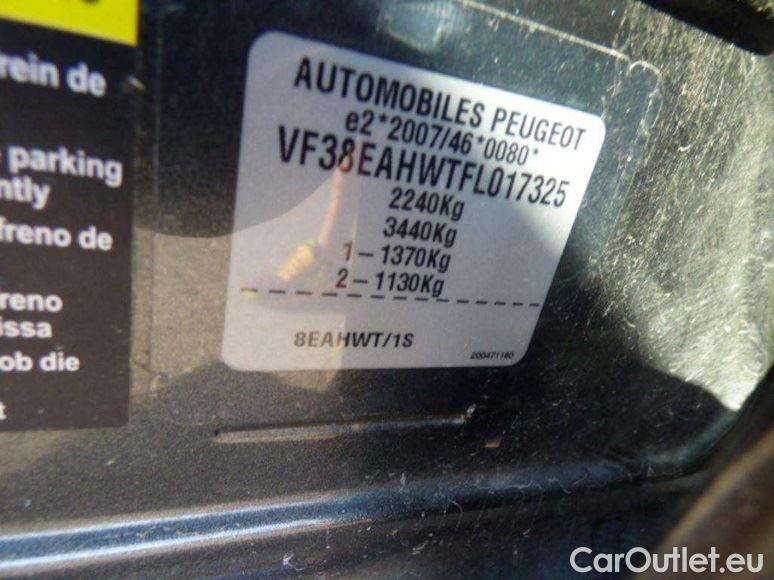 rein de
parking
ntly
freno de
reno
issa
ob die
t
AUTOMOBILES PEUGEOT
e2*2007/46*0080*
VF38EAHWTFL017325
2240Kg
3440Kg
1-1370Kg
2-1130Kg
8EAHWT/1S
200471180
CarOutlet.eu